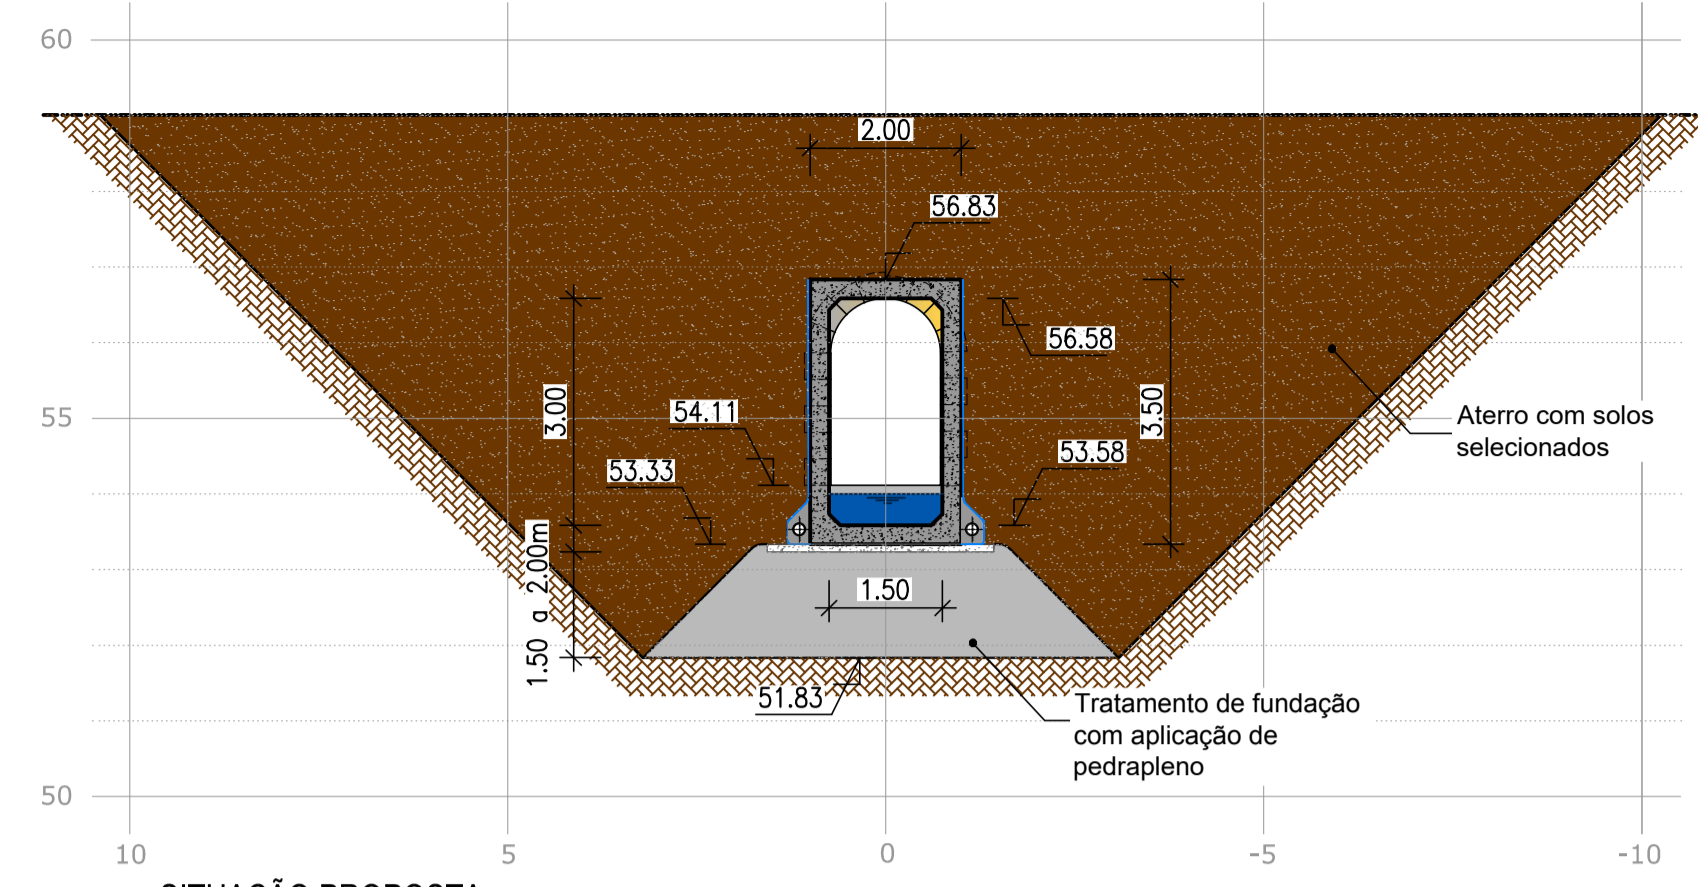 60
2.00
56.83
56.58
3.00
3.50
55
54.11
Aterro com solos
selecionados
53.58
53.33
1.50 a 2.00m
1.50
51.83
Tratamento de fundação
com aplicação de
pedrapleno
50
10
5
0
-5
-10
SITUAÇÃO PROPOSTA